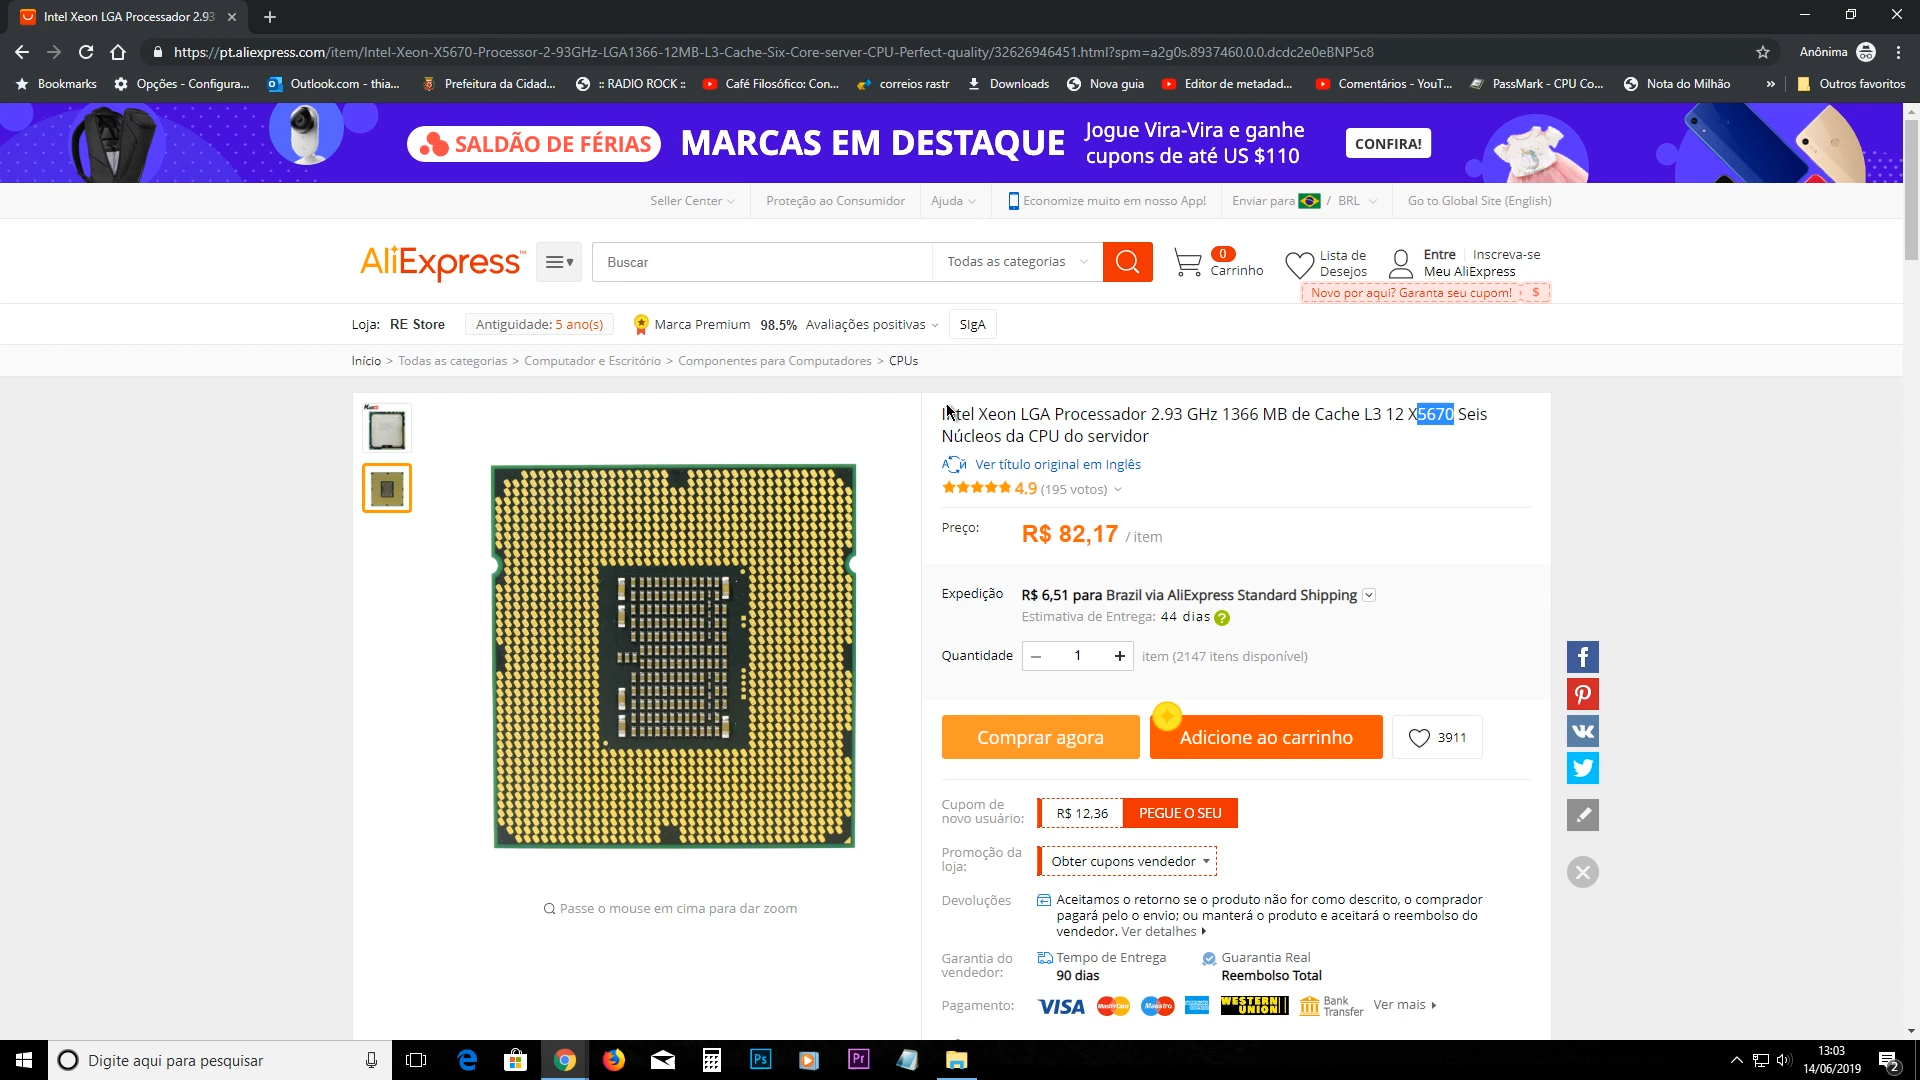 Intel Xeon LGA Processador 2.93
https://pt.aliexpress.com/item/Intel-Xeon-X5670-Processor-2-93GHz-LGA1366-12MB-L3-Cache-Six-Core-server-CPU-Perfect-quality/32626946451.html?spm=a2g0s.8937460.0.0.dcdc2e0eBNP5c8
Anônima
Bookmarks Opções - Configura... Outlook.com - thia... Prefeitura da Cidad... :: RADIO ROCK :: Café Filosófico: Con... correios rastr Downloads Nova guia Editor de metadad... Comentários - YouT... PassMark - CPU Co... Nota do Milhão » Outros favoritos
SALDÃO DE FÉRIAS MARCAS EM DESTAQUE
Jogue Vira-Vira e ganhe
cupons de até US $110
CONFIRA!
Seller Center Proteção ao Consumidor Ajuda Economize muito em nosso App! Enviar para / BRL Go to Global Site (English)
AliExpress™
Buscar Todas as categorias
0
Carrinho
Lista de
Desejos
Entre | Inscreva-se
Meu AliExpress
Novo por aqui? Garanta seu cupom! $
Loja: RE Store Antiguidade: 5 ano(s) Marca Premium 98.5% Avaliações positivas SIgA
Início > Todas as categorias > Computador e Escritório > Componentes para Computadores > CPUs
Intel Xeon LGA Processador 2.93 GHz 1366 MB de Cache L3 12 X5670 Seis
Núcleos da CPU do servidor
Ver título original em Inglês
4.9 (195 votos)
Preço: R$ 82,17 / item
Expedição R$ 6,51 para Brazil via AliExpress Standard Shipping
Estimativa de Entrega: 44 dias ?
Quantidade − 1 + item (2147 itens disponível)
Comprar agora Adicione ao carrinho 3911
Cupom de
novo usuário:
R$ 12,36 PEGUE O SEU
Promoção da
loja:
Obter cupons vendedor
Devoluções Aceitamos o retorno se o produto não for como descrito, o comprador
pagará pelo o envio; ou manterá o produto e aceitará o reembolso do
vendedor. Ver detalhes
Garantia do
vendedor:
Tempo de Entrega
90 dias
Guarantia Real
Reembolso Total
Pagamento: VISA MasterCard Maestro WESTERN UNION Bank Transfer Ver mais
Passe o mouse em cima para dar zoom
Digite aqui para pesquisar
Ps
Pr
13:03
14/06/2019
2